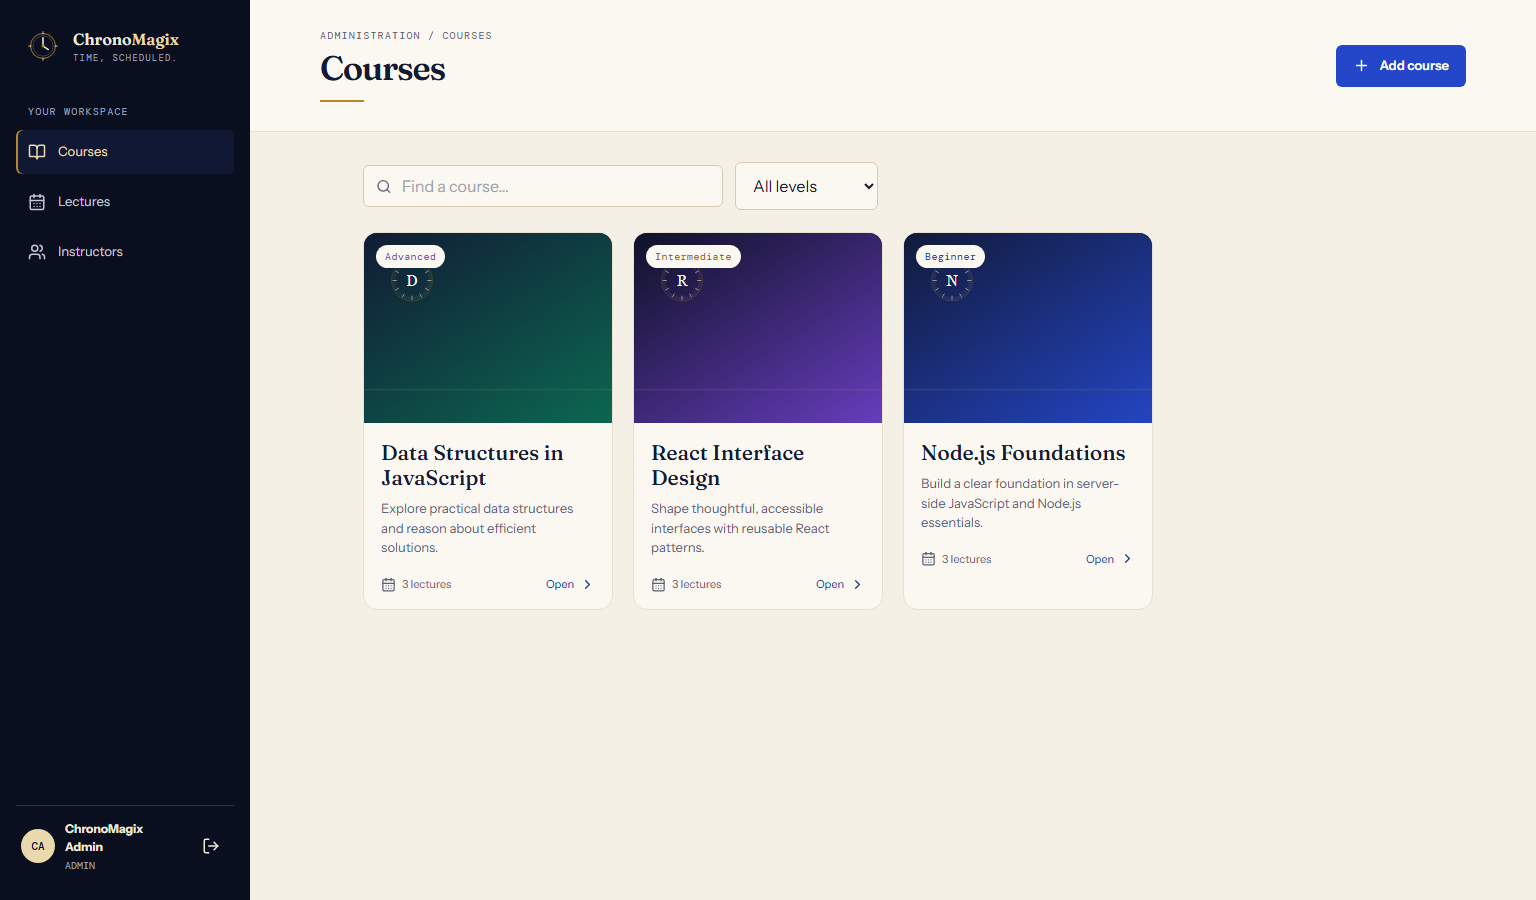 ChronoMagix
TIME, SCHEDULED.
YOUR WORKSPACE
Courses
Lectures
Instructors
ChronoMagix
Admin
CA
ADMIN
ADMINISTRATION / COURSES
Courses
Add course
Find a course...
All levels
Advanced
D
Data Structures in
JavaScript
Explore practical data structures
and reason about efficient
solutions.
3 lectures
Open
Intermediate
R
React Interface
Design
Shape thoughtful, accessible
interfaces with reusable React
patterns.
3 lectures
Open
Beginner
N
Node.js Foundations
Build a clear foundation in server-
side JavaScript and Node.js
essentials.
3 lectures
Open